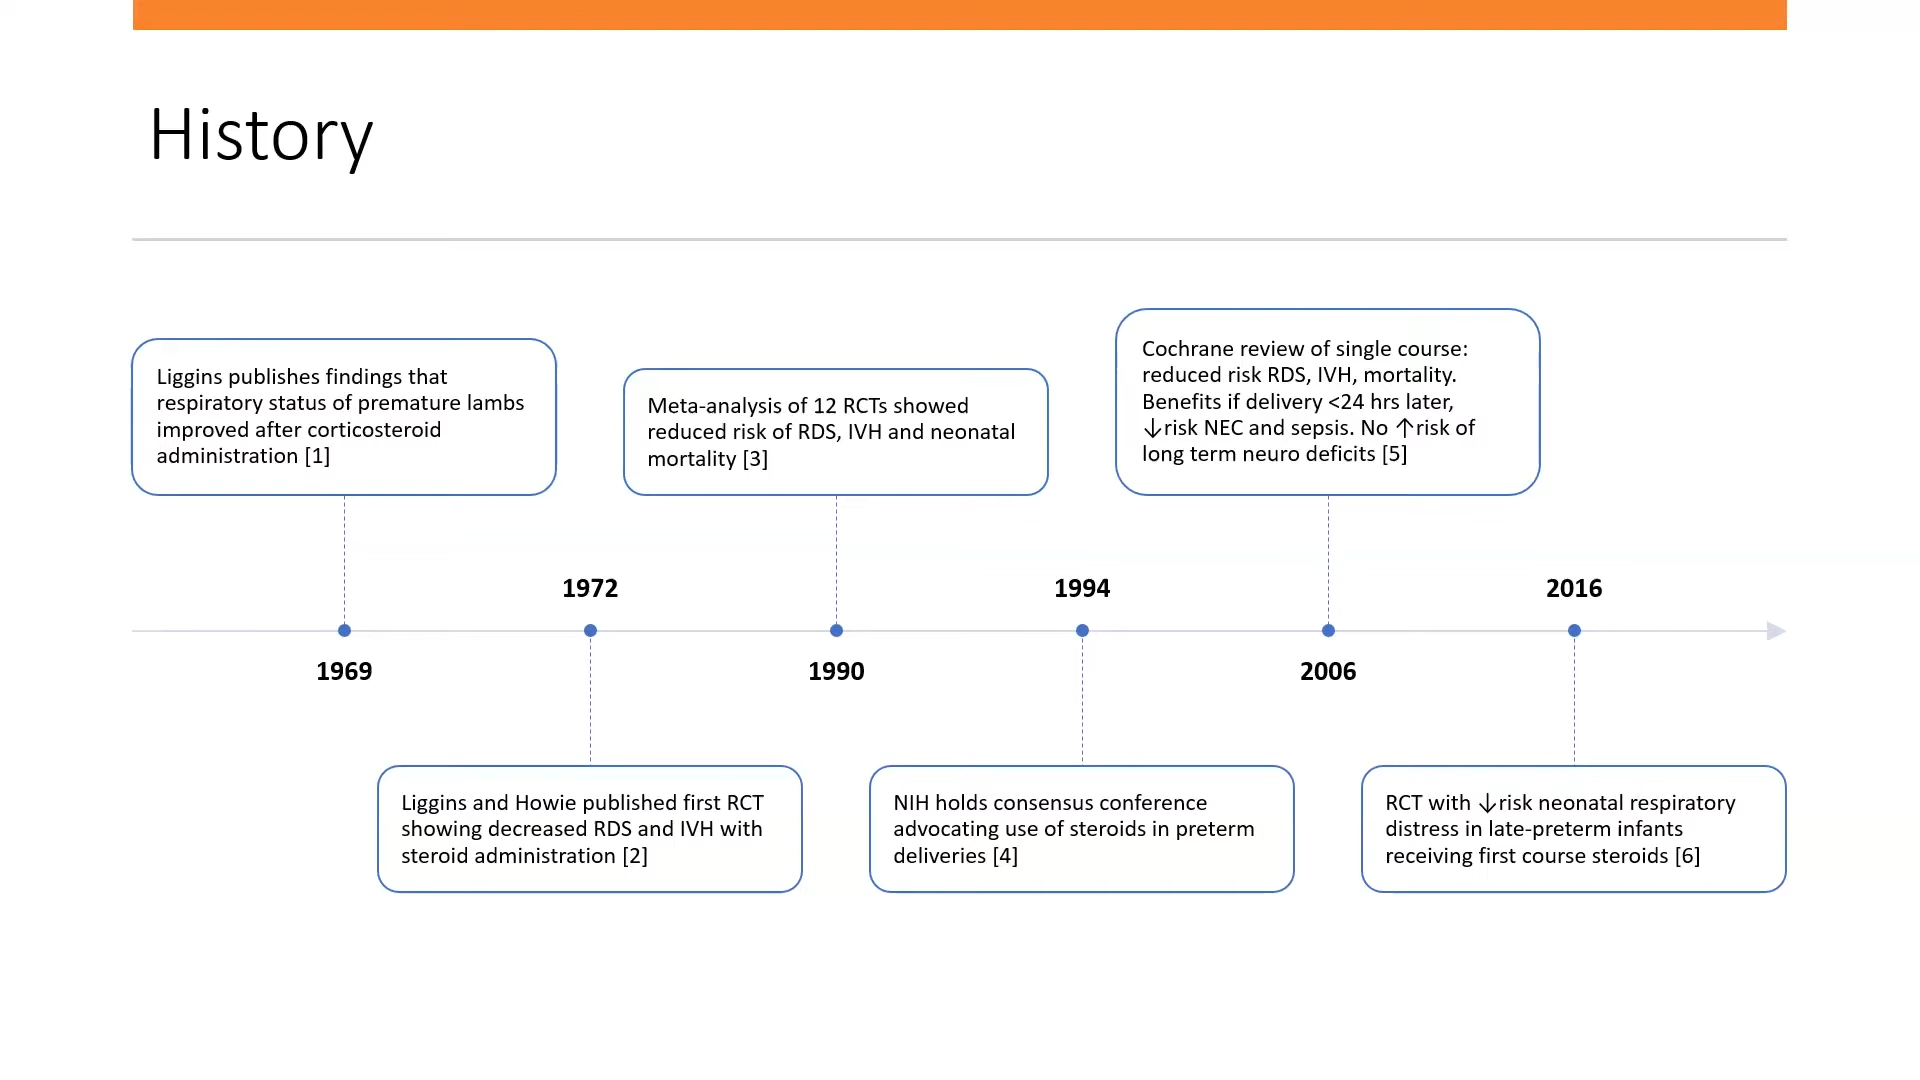 History
Liggins publishes findings that
respiratory status of premature lambs
improved after corticosteroid
administration [1]
Meta-analysis of 12 RCTs showed
reduced risk of RDS, IVH and neonatal
mortality [3]
Cochrane review of single course:
reduced risk RDS, IVH, mortality.
Benefits if delivery <24 hrs later,
↓risk NEC and sepsis. No ↑risk of
long term neuro deficits [5]
1972
1994
2016
1969
1990
2006
Liggins and Howie published first RCT
showing decreased RDS and IVH with
steroid administration [2]
NIH holds consensus conference
advocating use of steroids in preterm
deliveries [4]
RCT with ↓risk neonatal respiratory
distress in late-preterm infants
receiving first course steroids [6]